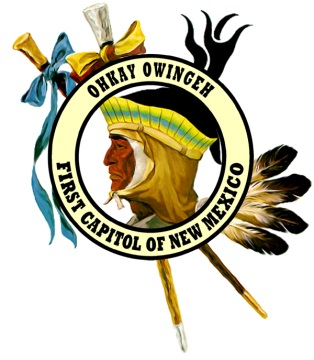 OHKAY OWINGEH
FIRST CAPITOL OF NEW MEXICO